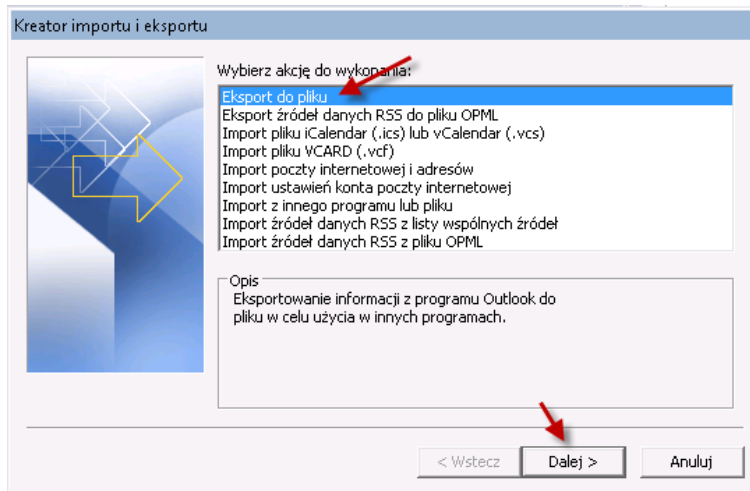 Kreator importu i eksportu
Wybierz akcję do wykonania:
Eksport do pliku
Eksport źródeł danych RSS do pliku OPML
Import pliku iCalendar (.ics) lub vCalendar (.vcs)
Import pliku VCARD (.vcf)
Import poczty internetowej i adresów
Import ustawień konta poczty internetowej
Import z innego programu lub pliku
Import źródeł danych RSS z listy wspólnych źródeł
Import źródeł danych RSS z pliku OPML
Opis
Eksportowanie informacji z programu Outlook do
pliku w celu użycia w innych programach.
< Wstecz Dalej > Anuluj